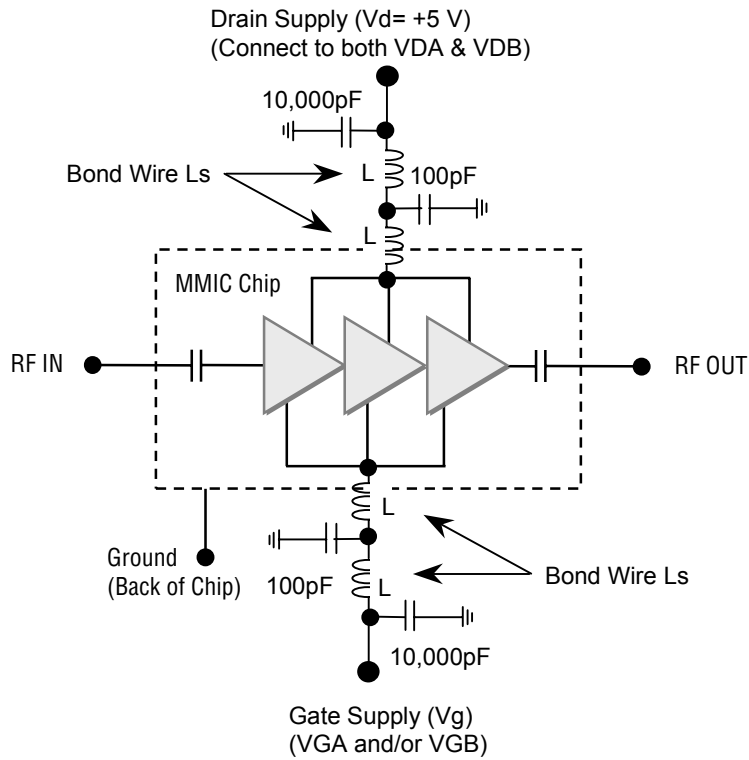 Drain Supply (Vd= +5 V)
(Connect to both VDA & VDB)
10,000pF
Bond Wire Ls
L
100pF
L
MMIC Chip
RF IN
RF OUT
L
Ground
(Back of Chip)
100pF
L
Bond Wire Ls
10,000pF
Gate Supply (Vg)
(VGA and/or VGB)